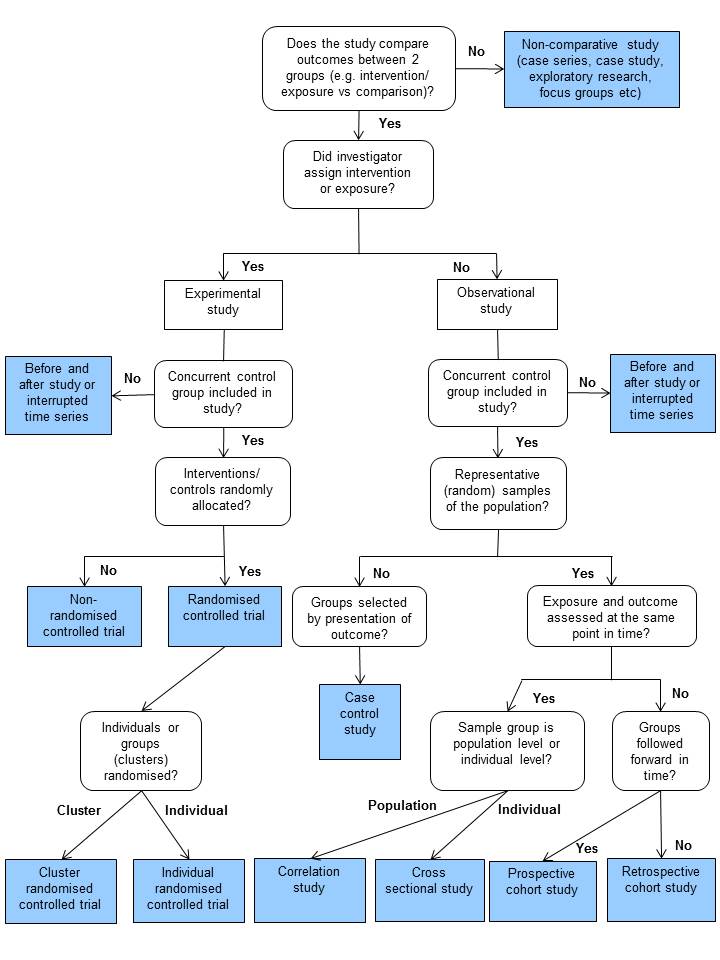 Does the study compare
outcomes between 2
groups (e.g. intervention/
exposure vs comparison)?
No
Non-comparative study
(case series, case study,
exploratory research,
focus groups etc)
Yes
Did investigator
assign intervention
or exposure?
Yes
No
Experimental
study
Observational
study
Before and
after study or
interrupted
time series
No
Concurrent control
group included in
study?
Concurrent control
group included in
study?
No
Before and
after study or
interrupted
time series
Yes
Yes
Interventions/
controls randomly
allocated?
Representative
(random) samples
of the population?
No
Yes
No
Yes
Non-
randomised
controlled trial
Randomised
controlled trial
Groups selected
by presentation of
outcome?
Exposure and outcome
assessed at the same
point in time?
Case
control
study
Yes
No
Individuals or
groups
(clusters)
randomised?
Sample group is
population level or
individual level?
Groups
followed
forward in
time?
Cluster
Individual
Population
Individual
Yes
No
Cluster
randomised
controlled trial
Individual
randomised
controlled trial
Correlation
study
Cross
sectional study
Prospective
cohort study
Retrospective
cohort study